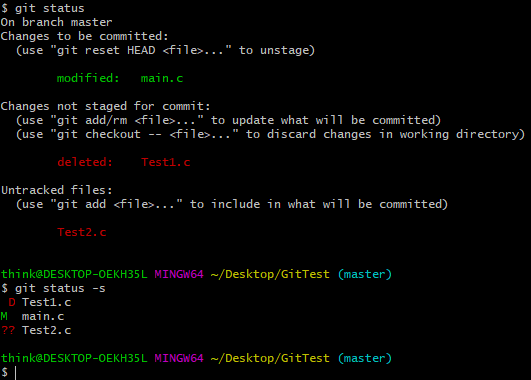 $ git status
On branch master
Changes to be committed:
  (use "git reset HEAD <file>..." to unstage)
        modified:   main.c
Changes not staged for commit:
  (use "git add/rm <file>..." to update what will be committed)
  (use "git checkout -- <file>..." to discard changes in working directory)
        deleted:    Test1.c
Untracked files:
  (use "git add <file>..." to include in what will be committed)
        Test2.c
think@DESKTOP-OEKH35L MINGW64 ~/Desktop/GitTest (master)
$ git status -s
 D Test1.c
M  main.c
?? Test2.c
think@DESKTOP-OEKH35L MINGW64 ~/Desktop/GitTest (master)
$